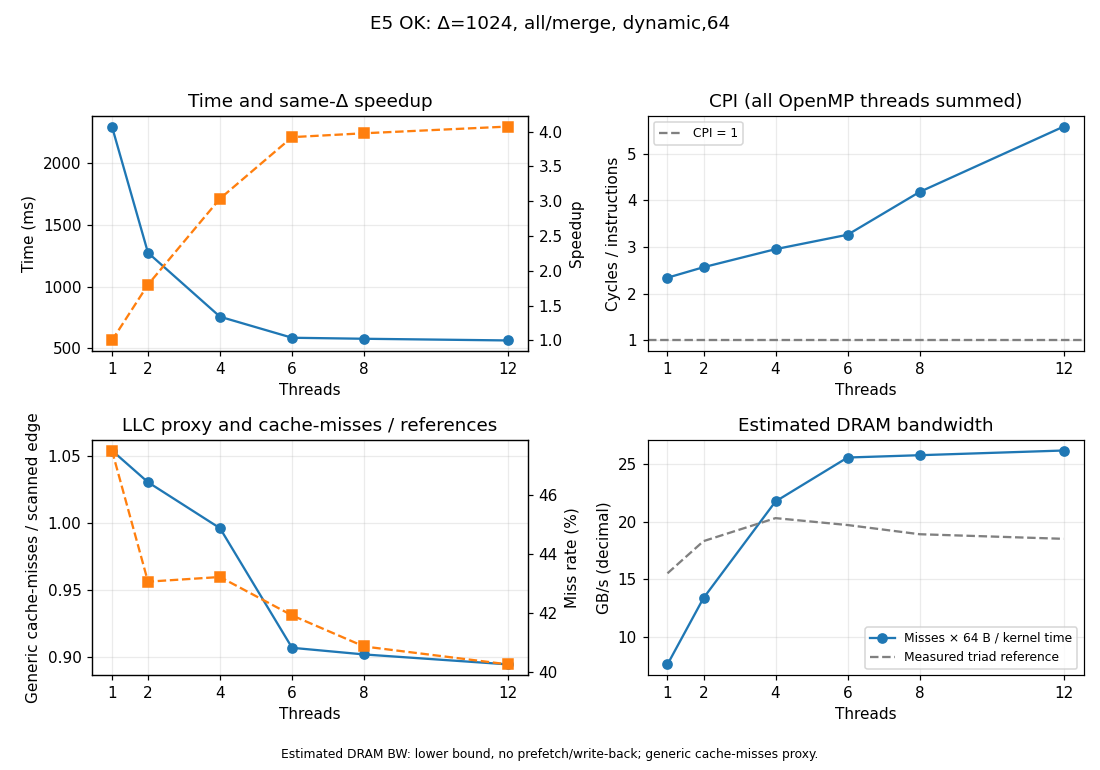 E5 OK: Δ=1024, all/merge, dynamic,64
Time and same-Δ speedup
Time (ms)
2000
1500
1000
500
4.0
3.5
3.0
2.5
2.0
1.5
1.0
Speedup
1 2 4 6 8 12
Threads
CPI (all OpenMP threads summed)
CPI = 1
Cycles / instructions
5
4
3
2
1
1 2 4 6 8 12
Threads
LLC proxy and cache-misses / references
Generic cache-misses / scanned edge
1.05
1.00
0.95
0.90
46
44
42
40
Miss rate (%)
1 2 4 6 8 12
Threads
Estimated DRAM bandwidth
GB/s (decimal)
25
20
15
10
Misses × 64 B / kernel time
Measured triad reference
1 2 4 6 8 12
Threads
Estimated DRAM BW: lower bound, no prefetch/write-back; generic cache-misses proxy.